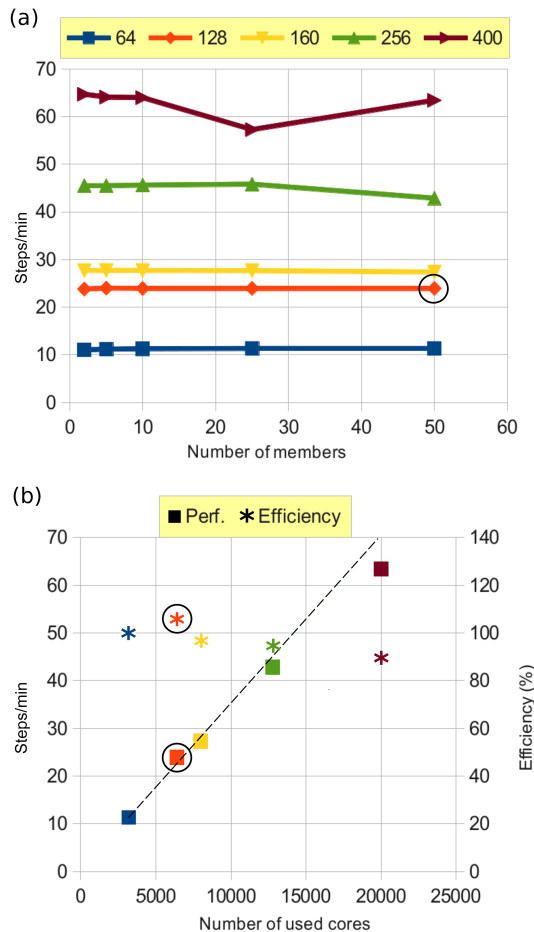 (a)
64 128 160 256 400
70
60
50
40
30
20
10
0
Steps/min
0 10 20 30 40 50 60
Number of members
(b)
Perf. Efficiency
70 140
60 120
50 100
40 80
30 60
20 40
10 20
0 0
Steps/min
Efficiency (%)
0 5000 10000 15000 20000 25000
Number of used cores